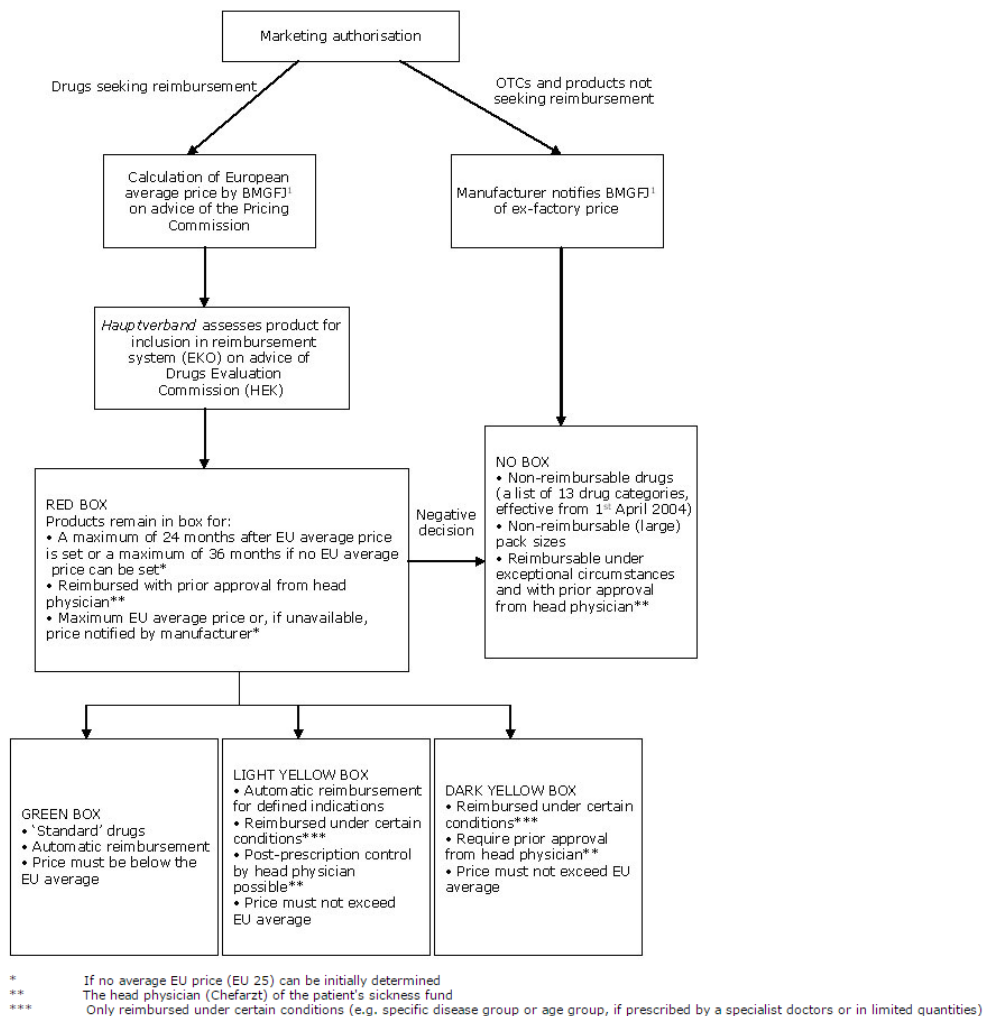 Marketing authorisation
Drugs seeking reimbursement
OTCs and products not
seeking reimbursement
Calculation of European
average price by BMGFJ¹
on advice of the Pricing
Commission
Manufacturer notifies BMGFJ¹
of ex-factory price
Hauptverband assesses product for
inclusion in reimbursement
system (EKO) on advice of
Drugs Evaluation
Commission (HEK)
RED BOX
Products remain in box for:
• A maximum of 24 months after EU average price
is set or a maximum of 36 months if no EU average
price can be set*
• Reimbursed with prior approval from head
physician**
• Maximum EU average price or, if unavailable,
price notified by manufacturer*
Negative
decision
NO BOX
• Non-reimbursable drugs
(a list of 13 drug categories,
effective from 1st April 2004)
• Non-reimbursable (large)
pack sizes
• Reimbursable under
exceptional circumstances
and with prior approval
from head physician**
GREEN BOX
• ‘Standard’ drugs
• Automatic reimbursement
• Price must be below the
EU average
LIGHT YELLOW BOX
• Automatic reimbursement
for defined indications
• Reimbursed under certain
conditions***
• Post-prescription control
by head physician
possible**
• Price must not exceed
EU average
DARK YELLOW BOX
• Reimbursed under certain
conditions***
• Require prior approval
from head physician**
• Price must not exceed EU
average
* If no average EU price (EU 25) can be initially determined
** The head physician (Chefarzt) of the patient's sickness fund
*** Only reimbursed under certain conditions (e.g. specific disease group or age group, if prescribed by a specialist doctors or in limited quantities)